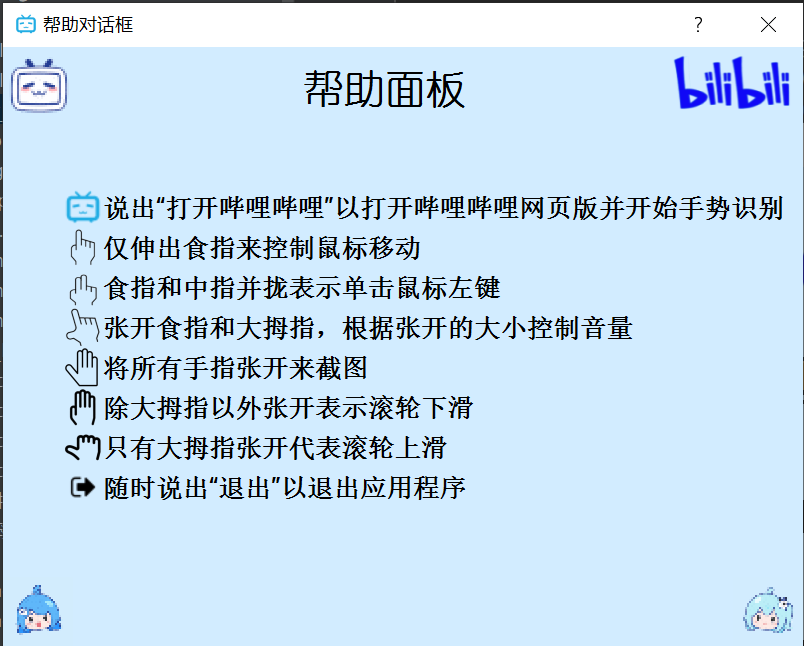 帮助对话框
帮助面板
bilibili
说出“打开哔哩哔哩”以打开哔哩哔哩网页版并开始手势识别
仅伸出食指来控制鼠标移动
食指和中指并拢表示单击鼠标左键
张开食指和大拇指，根据张开的大小控制音量
将所有手指张开来截图
除大拇指以外张开表示滚轮下滑
只有大拇指张开代表滚轮上滑
随时说出“退出”以退出应用程序